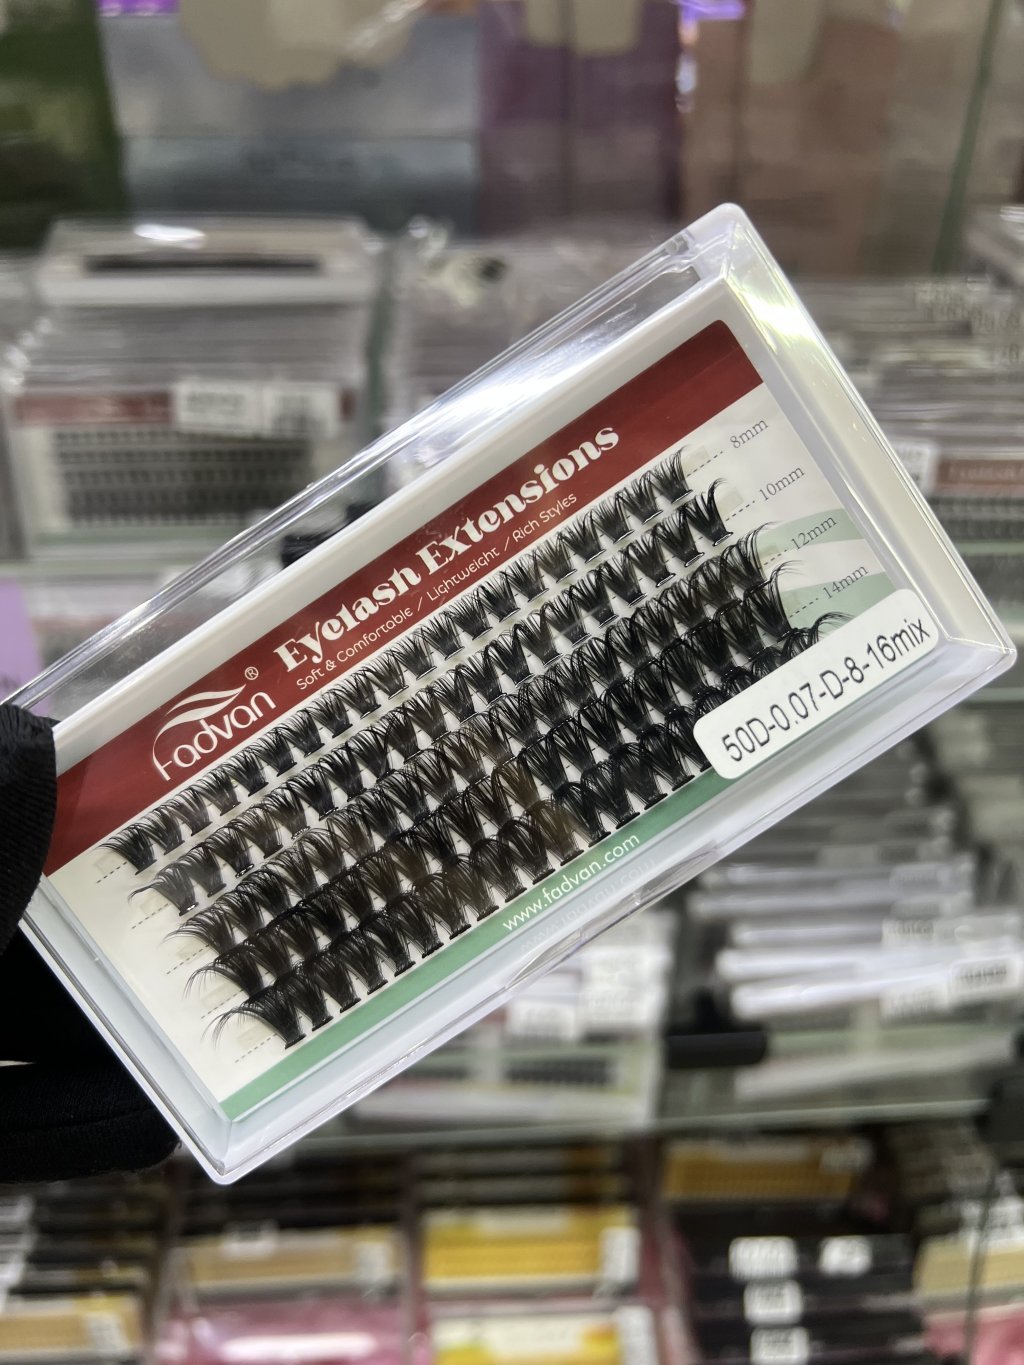 Fadvan®
Eyelash Extensions
Soft & Comfortable / Lightweight / Rich Styles
8mm
10mm
12mm
14mm
50D-0.07-D-8-16mix
www.fadvan.com